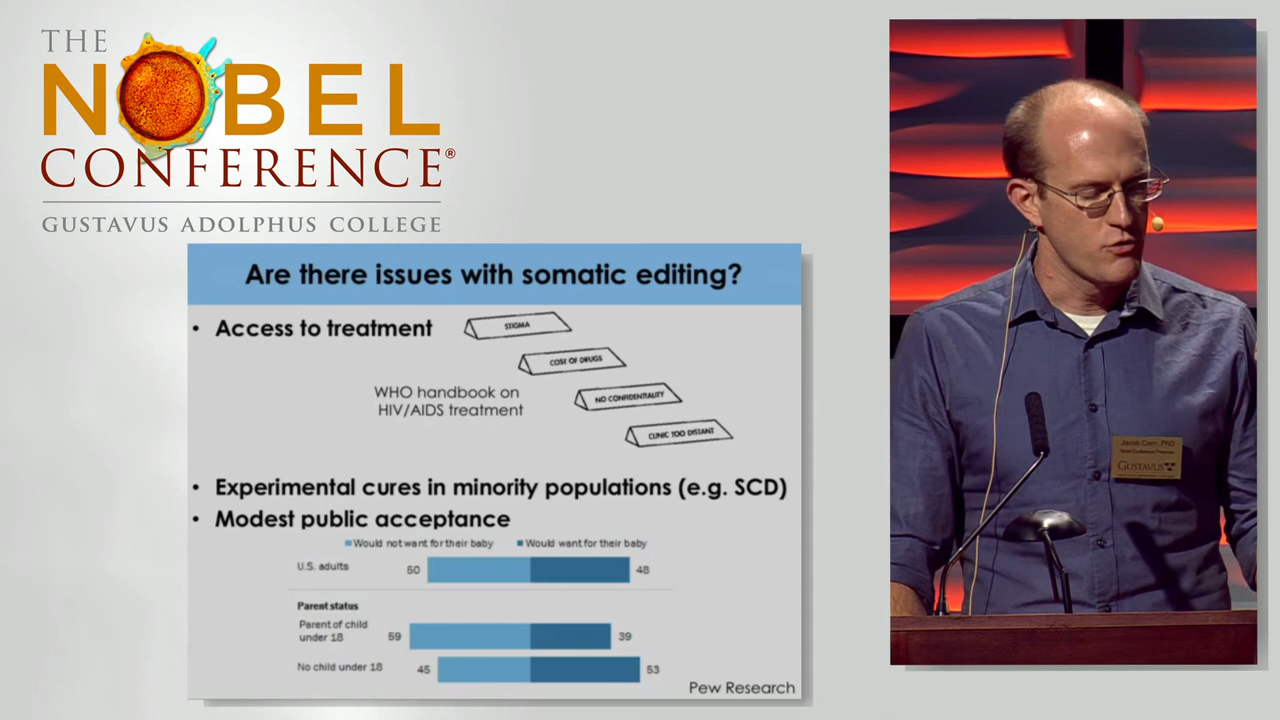 THE
NOBEL
CONFERENCE®
GUSTAVUS ADOLPHUS COLLEGE
Are there issues with somatic editing?
• Access to treatment
STIGMA
COST OF DRUGS
WHO handbook on
HIV/AIDS treatment
NO CONFIDENTIALITY
CLINIC TOO DISTANT
• Experimental cures in minority populations (e.g. SCD)
• Modest public acceptance
Would not want for their baby Would want for their baby
U.S. adults 50 48
Parent status
Parent of child
under 18 59 39
No child under 18 45 53
Pew Research
Jacob Corn, PhD
GUSTAVUS